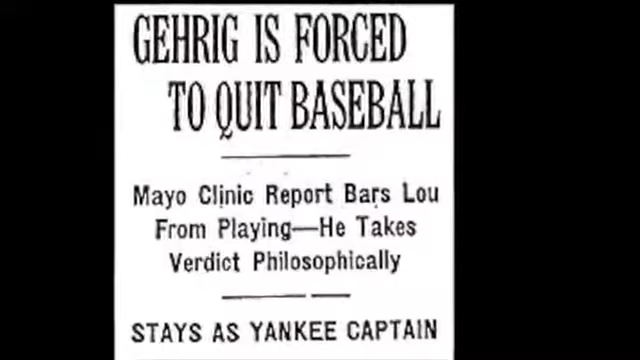 GEHRIG IS FORCED
TO QUIT BASEBALL
Mayo Clinic Report Bars Lou
From Playing—He Takes
Verdict Philosophically
STAYS AS YANKEE CAPTAIN